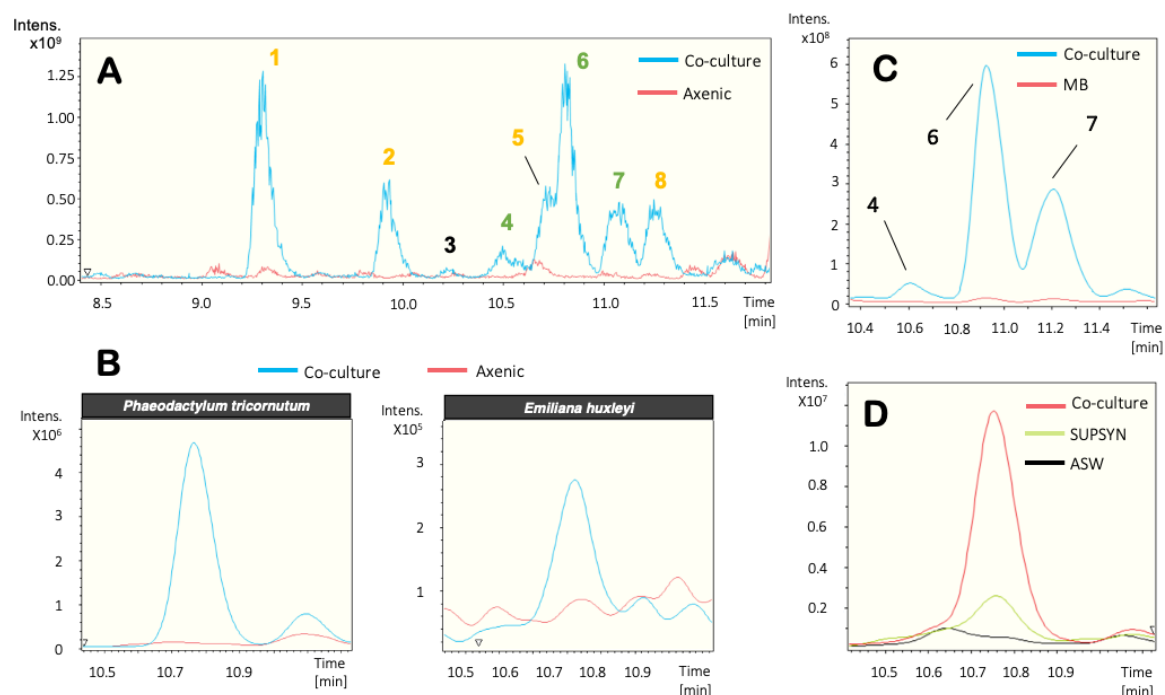 Intens.
x10⁹
A
1
2
3
4
5
6
7
8
Co-culture
Axenic
1.25
1.00
0.75
0.50
0.25
0.00
8.5 9.0 9.5 10.0 10.5 11.0 11.5 Time
[min]
Intens.
x10⁸
C
Co-culture
MB
6
7
4
6
5
4
3
2
1
0
10.4 10.6 10.8 11.0 11.2 11.4 Time
[min]
B
Co-culture Axenic
Phaeodactylum tricornutum
Intens.
X10⁶
4
3
2
1
0
10.5 10.7 10.9 Time
[min]
Emiliana huxleyi
Intens.
X10⁵
3
2
1
10.5 10.7 10.9 Time
[min]
Intens.
X10⁷
D
Co-culture
SUPSYN
ASW
1.0
0.8
0.6
0.4
0.2
10.5 10.6 10.7 10.8 10.9 Time
[min]